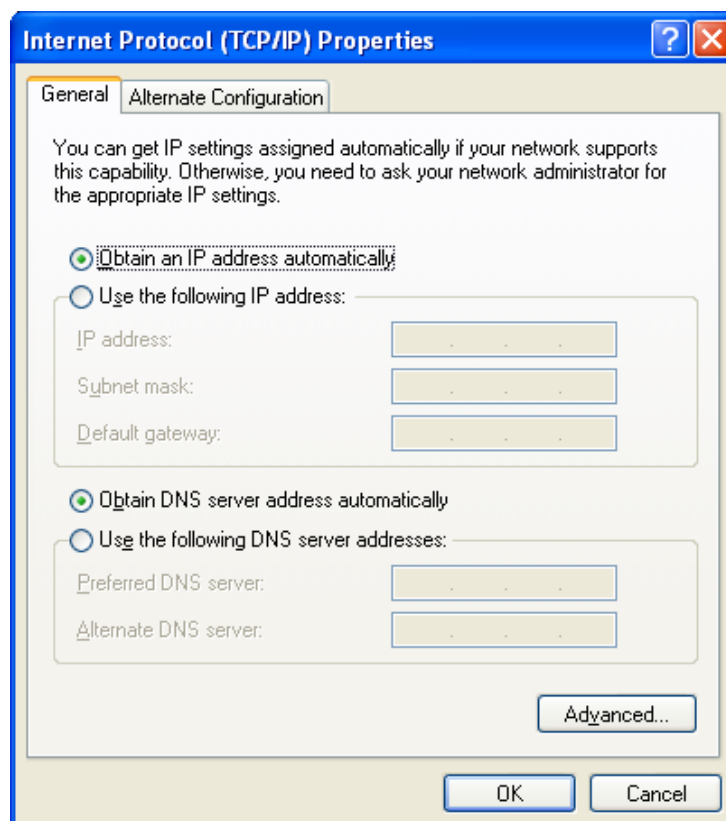 Internet Protocol (TCP/IP) Properties
General
Alternate Configuration
You can get IP settings assigned automatically if your network supports
this capability. Otherwise, you need to ask your network administrator for
the appropriate IP settings.
Obtain an IP address automatically
Use the following IP address:
IP address:
Subnet mask:
Default gateway:
Obtain DNS server address automatically
Use the following DNS server addresses:
Preferred DNS server:
Alternate DNS server:
Advanced...
OK
Cancel